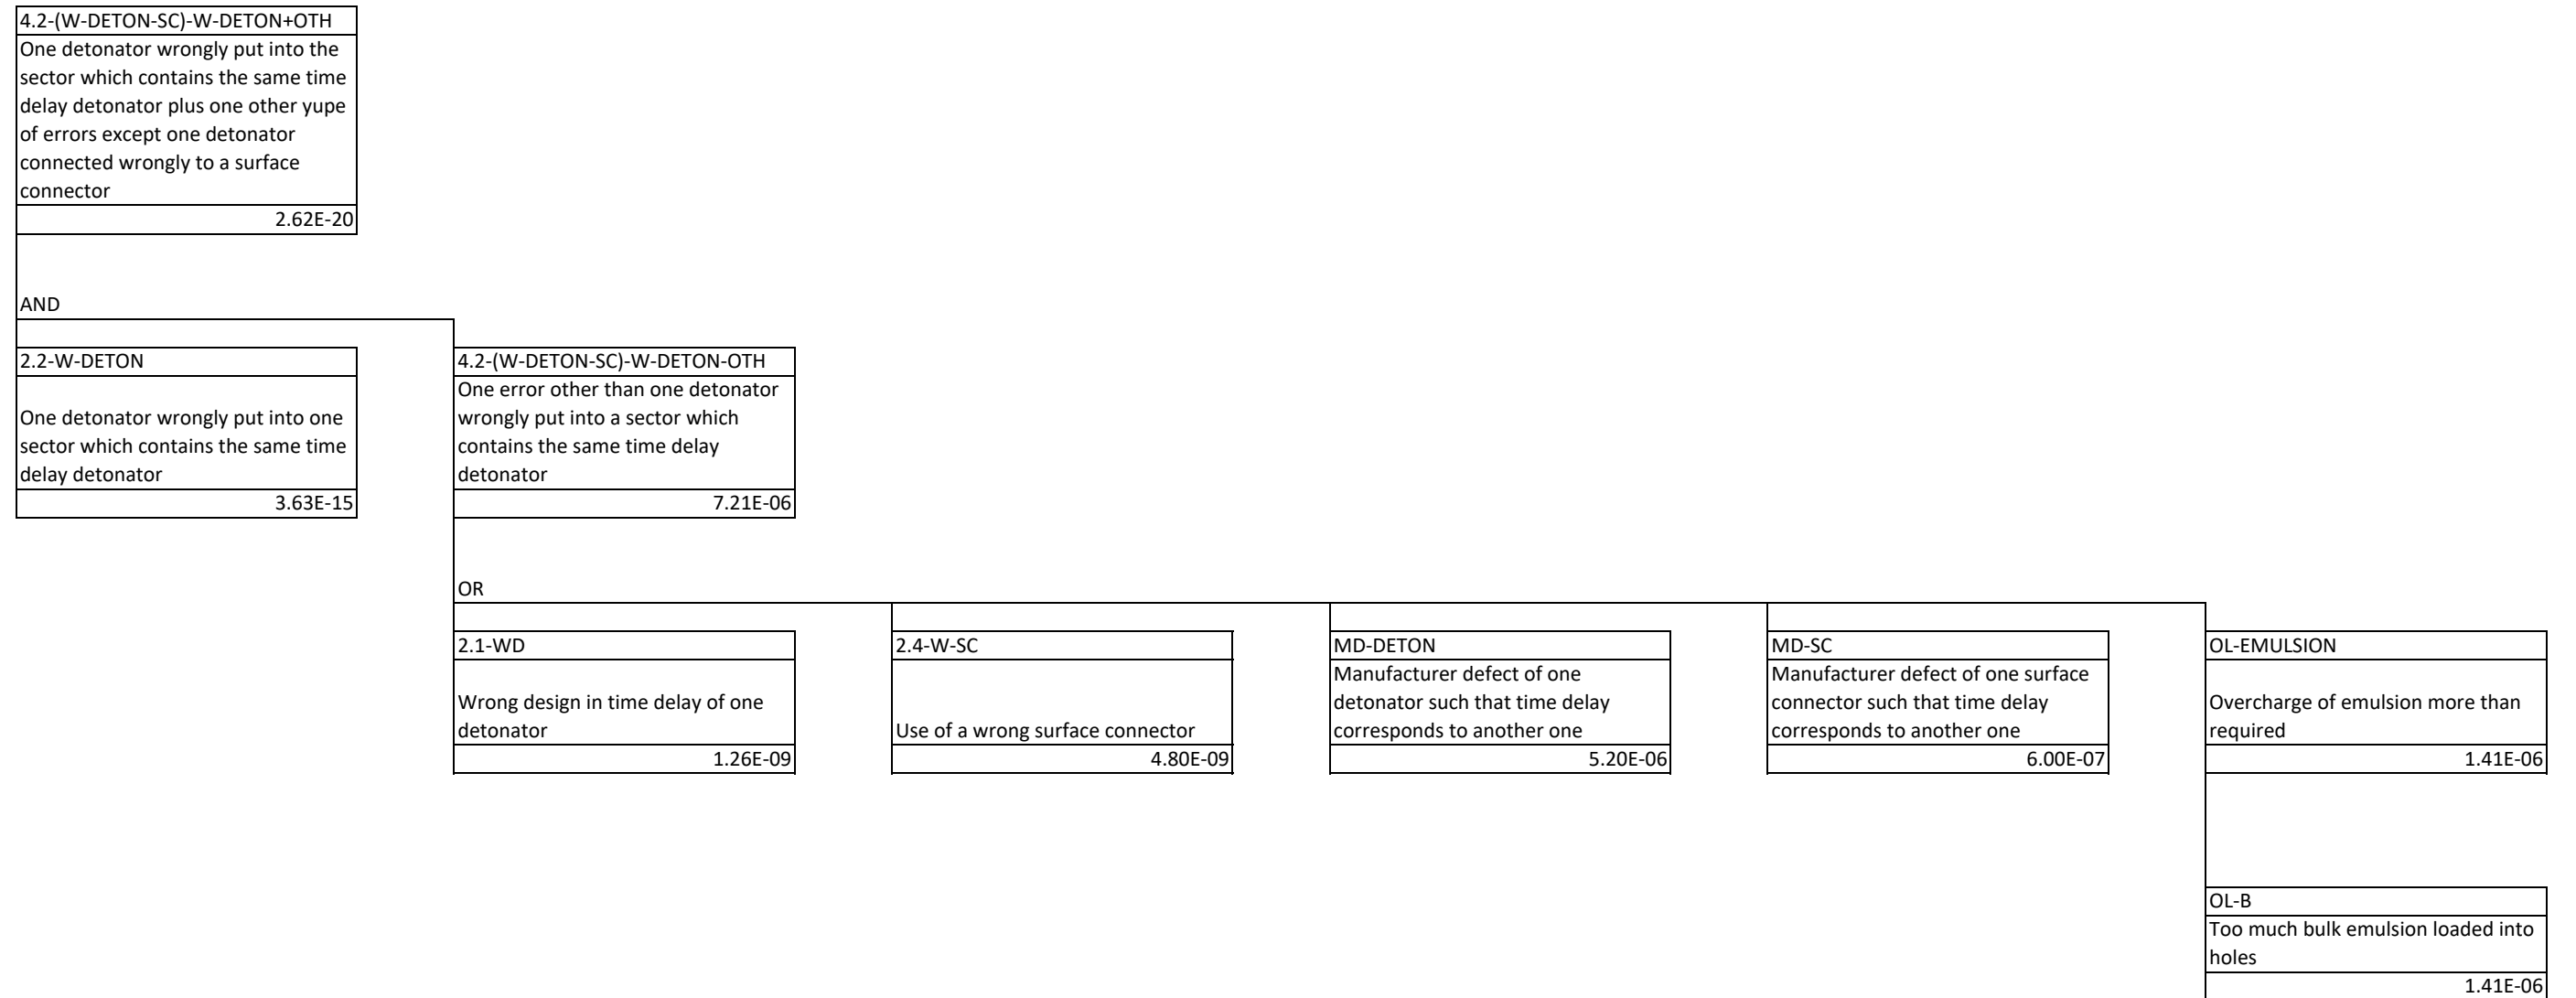 4.2-(W-DETON-SC)-W-DETON+OTH
One detonator wrongly put into the
sector which contains the same time
delay detonator plus one other yupe
of errors except one detonator
connected wrongly to a surface
connector
2.62E-20
AND
2.2-W-DETON
One detonator wrongly put into one
sector which contains the same time
delay detonator
3.63E-15
4.2-(W-DETON-SC)-W-DETON-OTH
One error other than one detonator
wrongly put into a sector which
contains the same time delay
detonator
7.21E-06
OR
2.1-WD
Wrong design in time delay of one
detonator
1.26E-09
2.4-W-SC
Use of a wrong surface connector
4.80E-09
MD-DETON
Manufacturer defect of one
detonator such that time delay
corresponds to another one
5.20E-06
MD-SC
Manufacturer defect of one surface
connector such that time delay
corresponds to another one
6.00E-07
OL-EMULSION
Overcharge of emulsion more than
required
1.41E-06
OL-B
Too much bulk emulsion loaded into
holes
1.41E-06